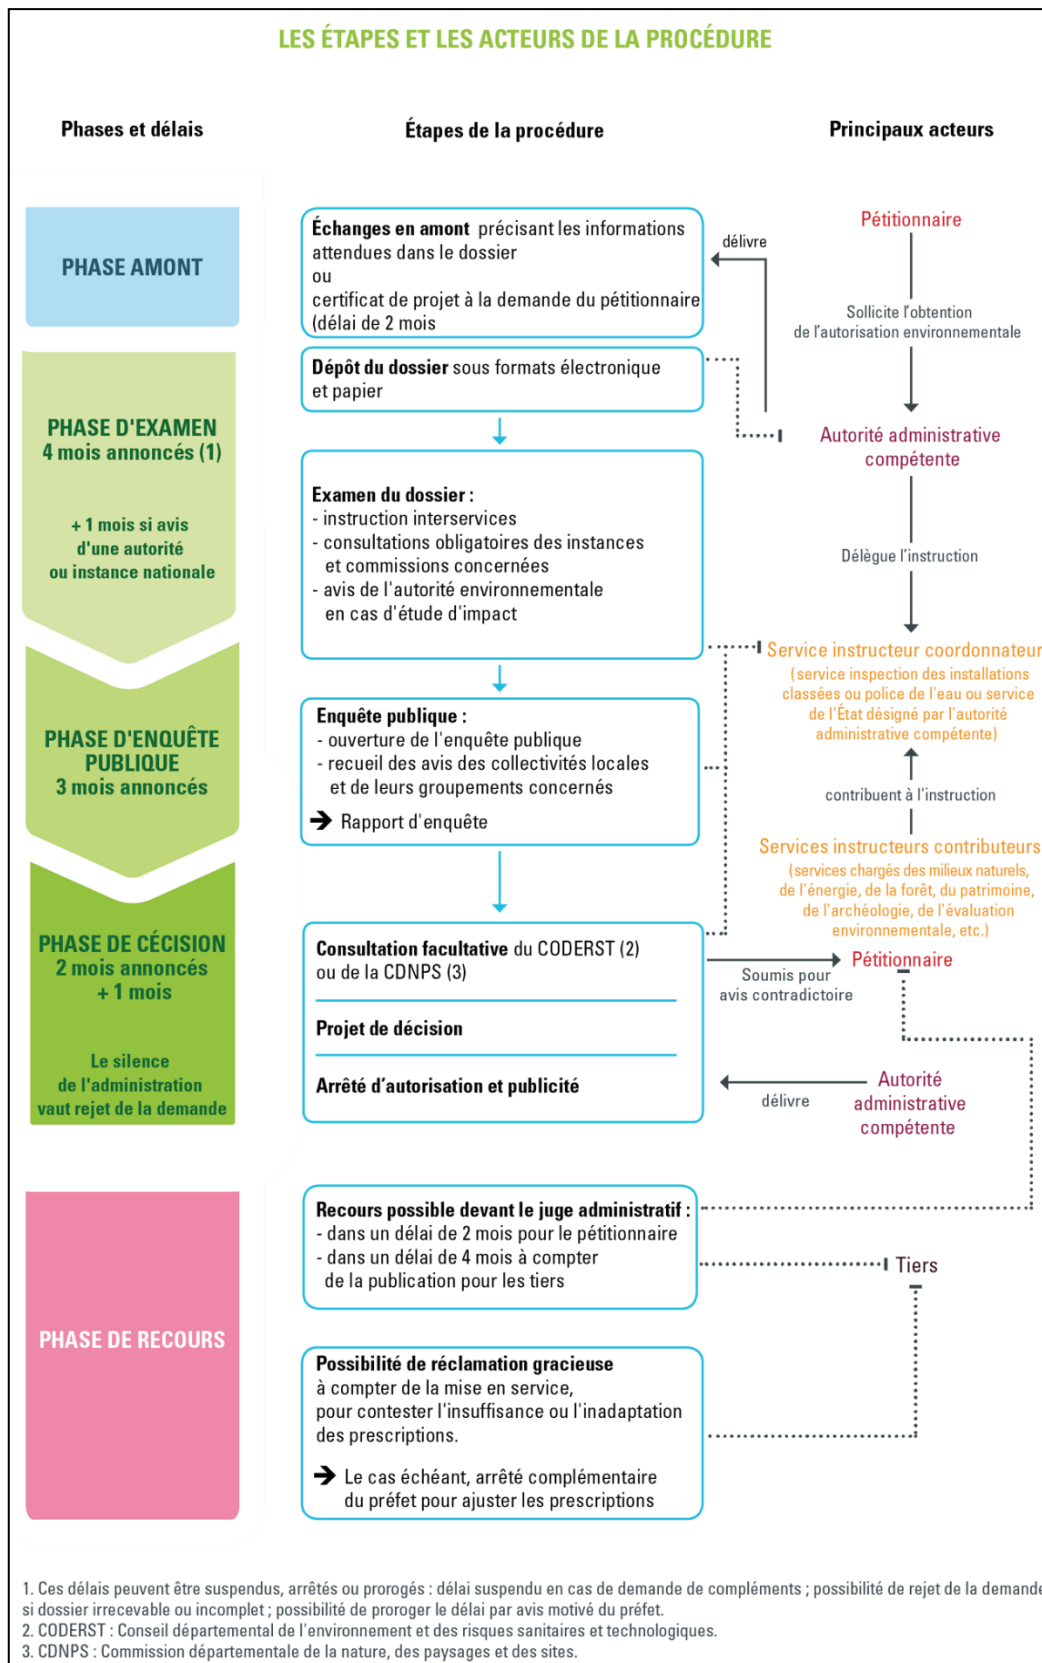 LES ÉTAPES ET LES ACTEURS DE LA PROCÉDURE
Phases et délais
Étapes de la procédure
Principaux acteurs
PHASE AMONT
Échanges en amont précisant les informations
attendues dans le dossier
ou
certificat de projet à la demande du pétitionnaire
(délai de 2 mois
délivre
Pétitionnaire
Sollicite l'obtention
de l'autorisation environnementale
Dépôt du dossier sous formats électronique
et papier
Autorité administrative
compétente
PHASE D'EXAMEN
4 mois annoncés (1)
+ 1 mois si avis
d'une autorité
ou instance nationale
Examen du dossier :
- instruction interservices
- consultations obligatoires des instances
et commissions concernées
- avis de l'autorité environnementale
en cas d'étude d'impact
Délègue l'instruction
Service instructeur coordonnateur
(service inspection des installations
classées ou police de l'eau ou service
de l'État désigné par l'autorité
administrative compétente)
PHASE D'ENQUÊTE
PUBLIQUE
3 mois annoncés
Enquête publique :
- ouverture de l'enquête publique
- recueil des avis des collectivités locales
et de leurs groupements concernés
➔ Rapport d'enquête
contribuent à l'instruction
Services instructeurs contributeurs
(services chargés des milieux naturels,
de l'énergie, de la forêt, du patrimoine,
de l'archéologie, de l'évaluation
environnementale, etc.)
PHASE DE CÉCISION
2 mois annoncés
+ 1 mois
Le silence
de l'administration
vaut rejet de la demande
Consultation facultative du CODERST (2)
ou de la CDNPS (3)
Projet de décision
Arrêté d'autorisation et publicité
Soumis pour
avis contradictoire
Pétitionnaire
délivre
Autorité
administrative
compétente
PHASE DE RECOURS
Recours possible devant le juge administratif :
- dans un délai de 2 mois pour le pétitionnaire
- dans un délai de 4 mois à compter
de la publication pour les tiers
Tiers
Possibilité de réclamation gracieuse
à compter de la mise en service,
pour contester l'insuffisance ou l'inadaptation
des prescriptions.
➔ Le cas échéant, arrêté complémentaire
du préfet pour ajuster les prescriptions
1. Ces délais peuvent être suspendus, arrêtés ou prorogés : délai suspendu en cas de demande de compléments ; possibilité de rejet de la demande
si dossier irrecevable ou incomplet ; possibilité de proroger le délai par avis motivé du préfet.
2. CODERST : Conseil départemental de l'environnement et des risques sanitaires et technologiques.
3. CDNPS : Commission départementale de la nature, des paysages et des sites.